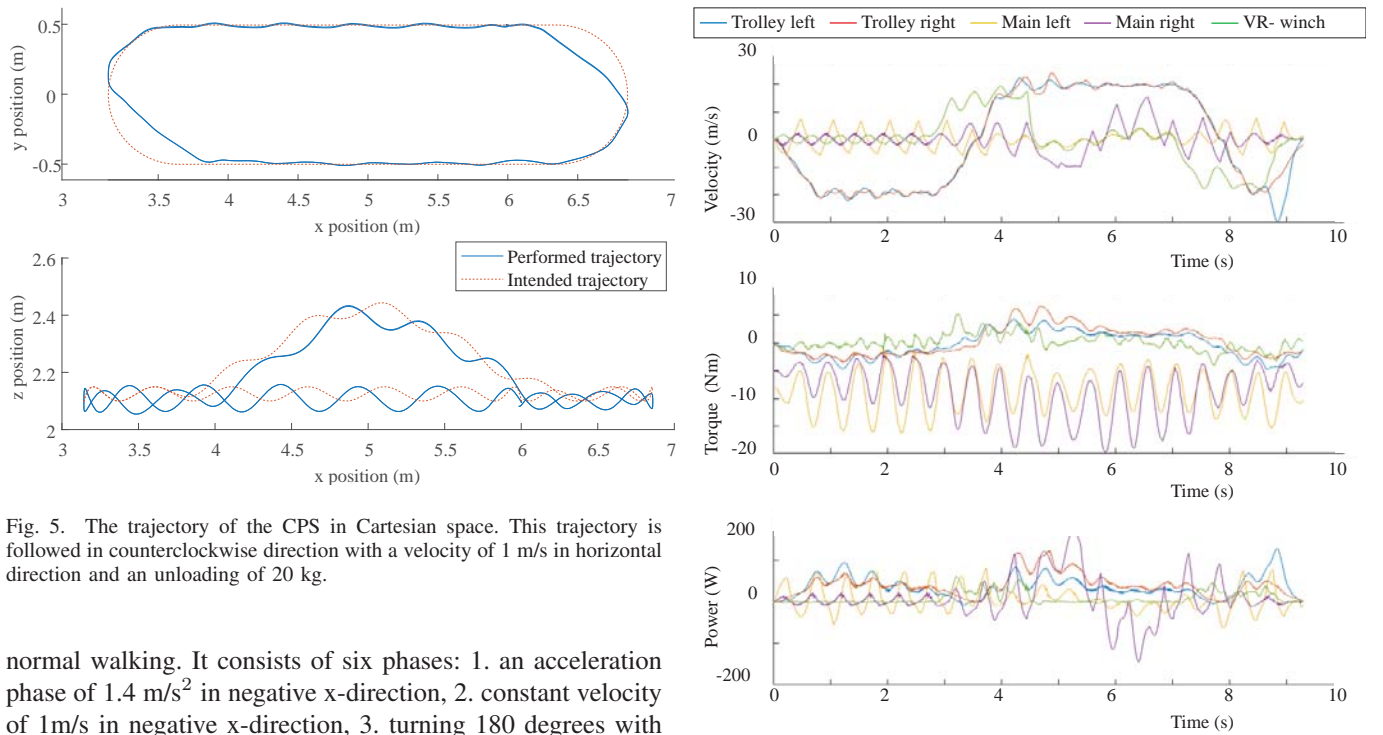 0.5
0
-0.5
y position (m)
3 3.5 4 4.5 5 5.5 6 6.5 7
x position (m)
2.6
2.4
2.2
2
z position (m)
Performed trajectory
Intended trajectory
3 3.5 4 4.5 5 5.5 6 6.5 7
x position (m)
Fig. 5. The trajectory of the CPS in Cartesian space. This trajectory is
followed in counterclockwise direction with a velocity of 1 m/s in horizontal
direction and an unloading of 20 kg.
normal walking. It consists of six phases: 1. an acceleration
phase of 1.4 m/s² in negative x-direction, 2. constant velocity
of 1m/s in negative x-direction, 3. turning 180 degrees with
Trolley left Trolley right Main left Main right VR- winch
30
0
-30
Velocity (m/s)
0 2 4 6 8 10
Time (s)
10
0
-10
-20
Torque (Nm)
0 2 4 6 8 10
Time (s)
200
0
-200
Power (W)
Time (s)